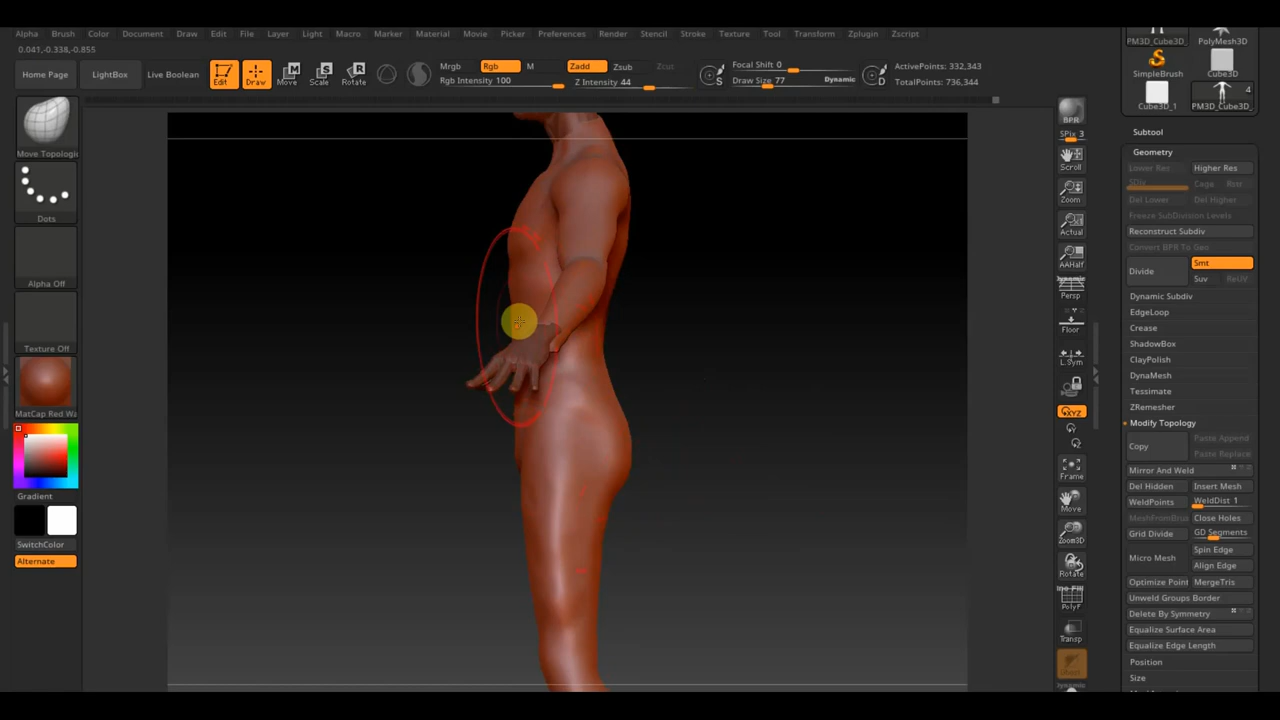 Alpha Brush Color Document Draw Edit File Layer Light Macro Marker Material Movie Picker Preferences Render Stencil Stroke Texture Tool Transform Zplugin Zscript
0.041,-0.338,-0.855
Home Page LightBox Live Boolean Edit Draw Move Scale Rotate
Mrgb Rgb M Zadd Zsub Zcut
Rgb Intensity 100 Z Intensity 44
Focal Shift 0
Draw Size 77 Dynamic
S D
ActivePoints: 332,343
TotalPoints: 736,344
Move Topologic
Dots
Alpha Off
Texture Off
MatCap Red Wa
Gradient
SwitchColor
Alternate
BPR
SPix 3
Scroll
Zoom
Actual
AAHalf
Dynamic
Persp
Floor
L.Sym
XYZ
Frame
Move
Zoom3D
Rotate
PolyF
Transp
Dynamic
PM3D_Cube3D_ PolyMesh3D
SimpleBrush Cube3D
4
Cube3D_1 PM3D_Cube3D_
Subtool
Geometry
Lower Res Higher Res
SDiv Cage Rstr
Del Lower Del Higher
Freeze SubDivision Levels
Reconstruct Subdiv
Convert BPR To Geo
Divide Smt
Suv ReUV
Dynamic Subdiv
EdgeLoop
Crease
ShadowBox
ClayPolish
DynaMesh
Tessimate
ZRemesher
Modify Topology
Copy Paste Append
Paste Replace
Mirror And Weld
Del Hidden Insert Mesh
WeldPoints WeldDist 1
MeshFromBrus Close Holes
Grid Divide GD Segments
Micro Mesh Spin Edge
Align Edge
Optimize Point MergeTris
Unweld Groups Border
Delete By Symmetry
Equalize Surface Area
Equalize Edge Length
Position
Size